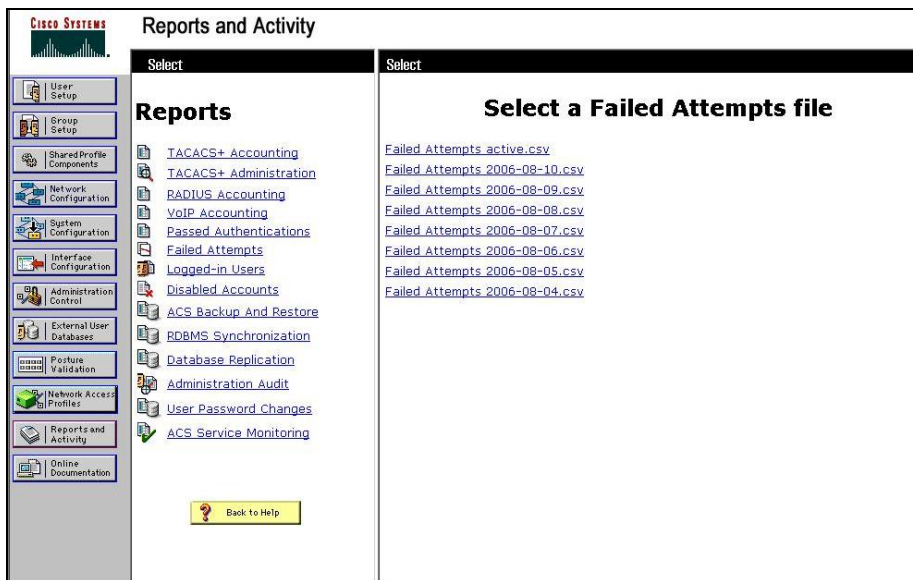 CISCO SYSTEMS
Reports and Activity
Select
Select
User
Setup
Group
Setup
Shared Profile
Components
Network
Configuration
System
Configuration
Interface
Configuration
Administration
Control
External User
Databases
Posture
Validation
Network Access
Profiles
Reports and
Activity
Online
Documentation
Reports
TACACS+ Accounting
TACACS+ Administration
RADIUS Accounting
VoIP Accounting
Passed Authentications
Failed Attempts
Logged-in Users
Disabled Accounts
ACS Backup And Restore
RDBMS Synchronization
Database Replication
Administration Audit
User Password Changes
ACS Service Monitoring
Back to Help
Select a Failed Attempts file
Failed Attempts active.csv
Failed Attempts 2006-08-10.csv
Failed Attempts 2006-08-09.csv
Failed Attempts 2006-08-08.csv
Failed Attempts 2006-08-07.csv
Failed Attempts 2006-08-06.csv
Failed Attempts 2006-08-05.csv
Failed Attempts 2006-08-04.csv